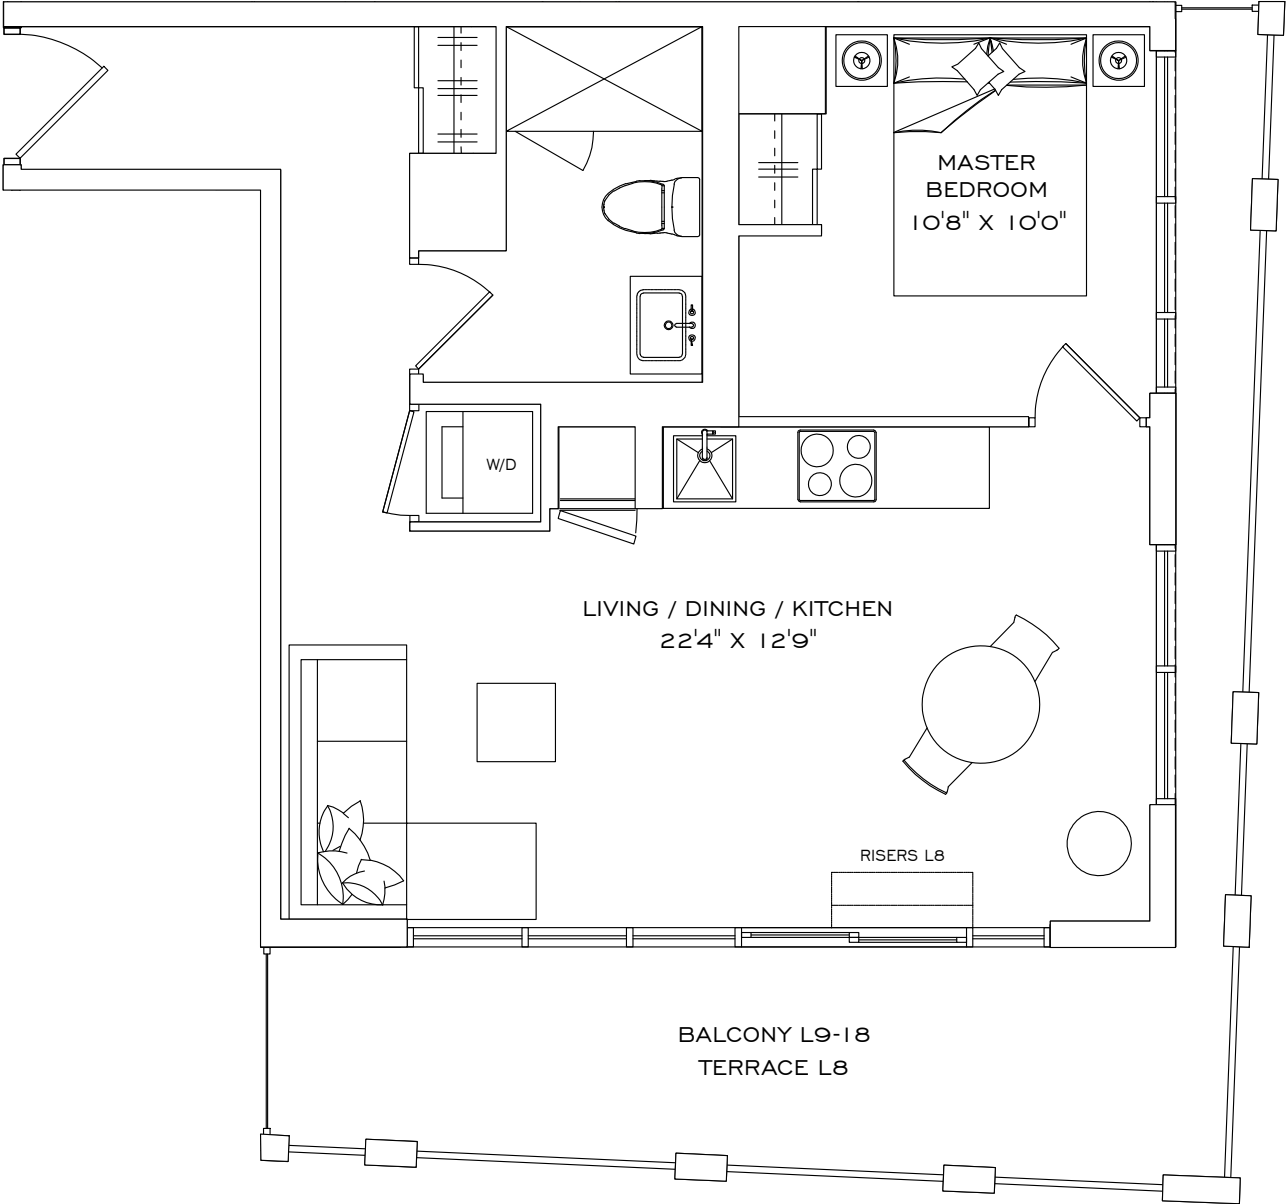 MASTER
BEDROOM
10'8" X 10'0"
W/D
LIVING / DINING / KITCHEN
22'4" X 12'9"
RISERS L8
BALCONY L9-18
TERRACE L8